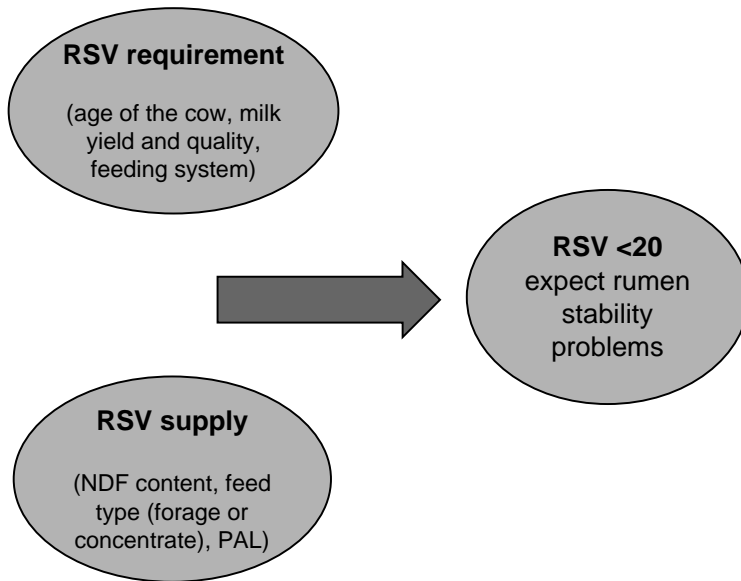 RSV requirement
(age of the cow, milk
yield and quality,
feeding system)
RSV <20
expect rumen
stability
problems
RSV supply
(NDF content, feed
type (forage or
concentrate), PAL)